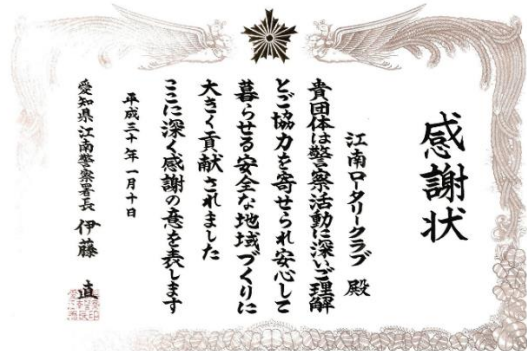 感謝状
江南ロータリークラブ 殿
貴団体は警察活動に深いご理解
とご協力を寄せられ安心して
暮らせる安全な地域づくりに
大きく貢献されました
ここに深く感謝の意を表します
平成三十年一月十日
愛知県江南警察署長 伊藤 直